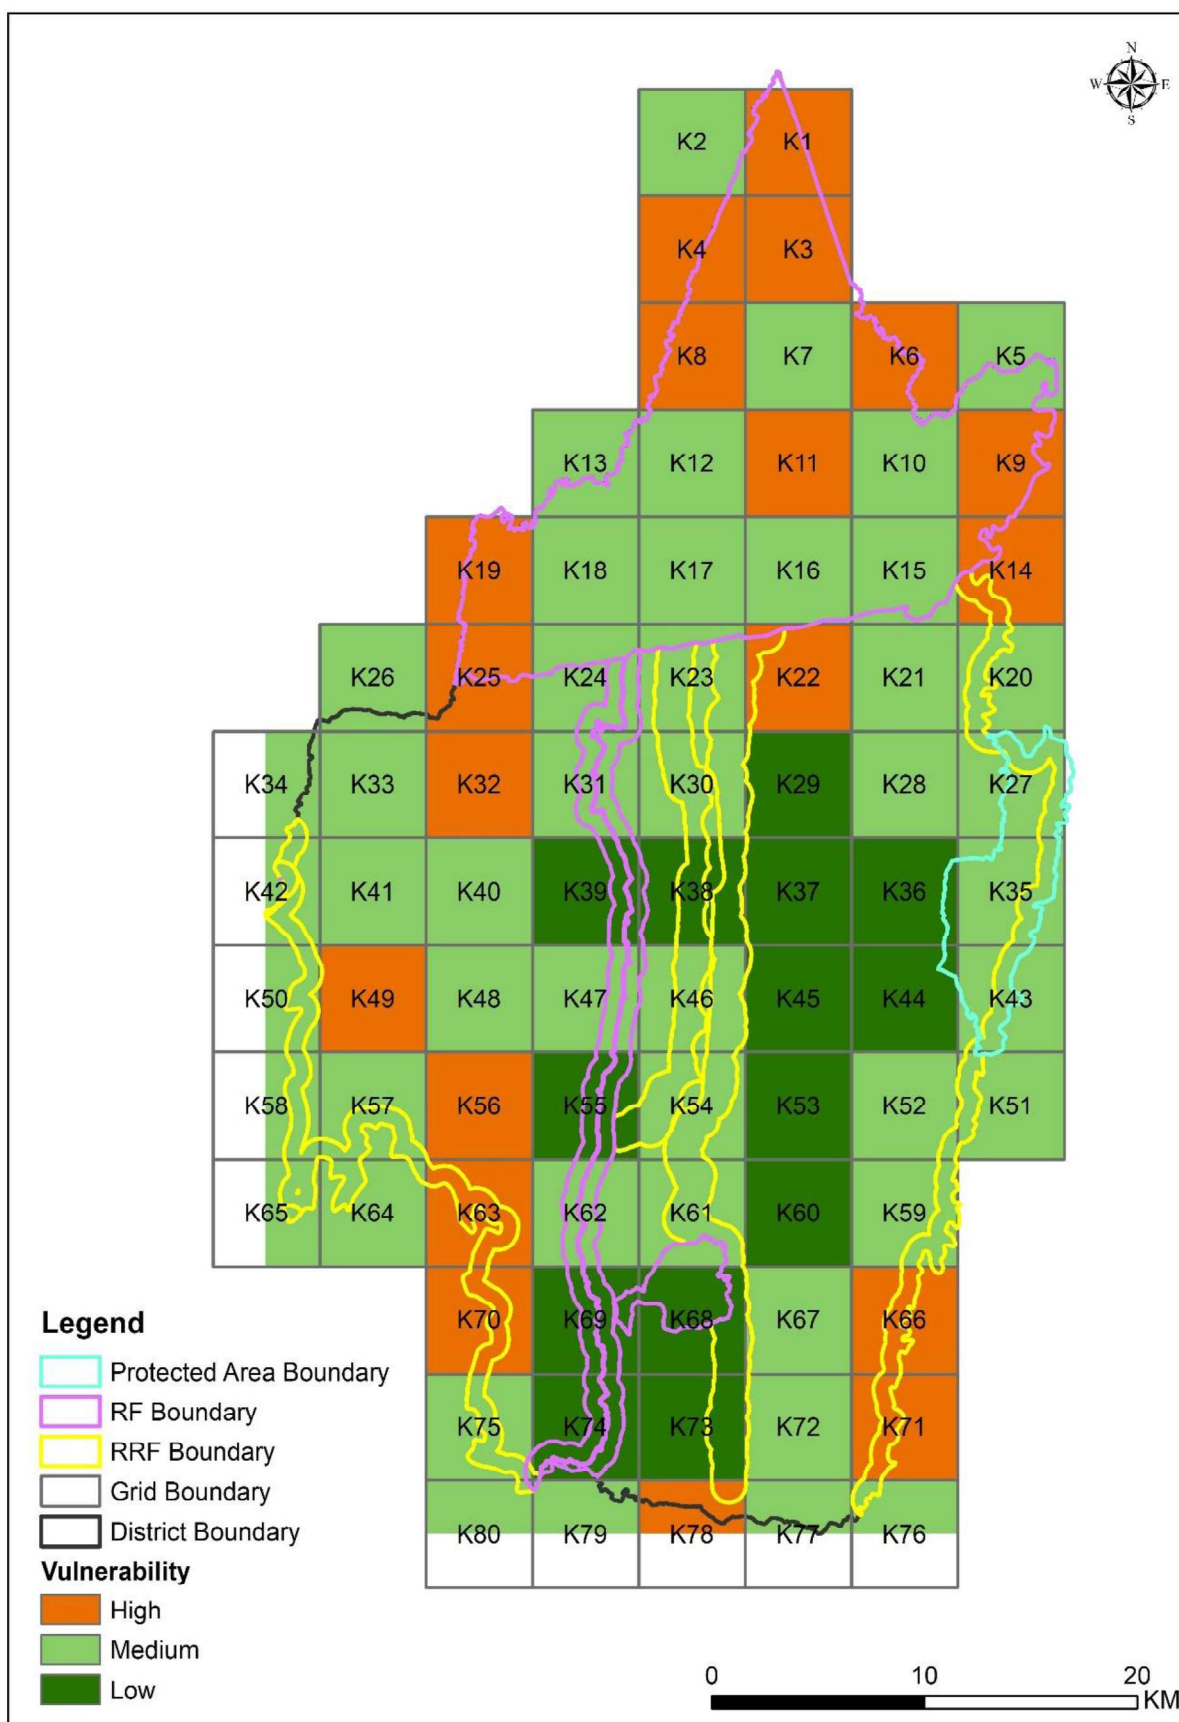 N
W E
S
K2 K1
K4 K3
K8 K7 K6 K5
K13 K12 K11 K10 K9
K19 K18 K17 K16 K15 K14
K26 K25 K24 K23 K22 K21 K20
K34 K33 K32 K31 K30 K29 K28 K27
K42 K41 K40 K39 K38 K37 K36 K35
K50 K49 K48 K47 K46 K45 K44 K43
K58 K57 K56 K55 K54 K53 K52 K51
K65 K64 K63 K62 K61 K60 K59
K70 K69 K68 K67 K66
K75 K74 K73 K72 K71
K80 K79 K78 K77 K76
Legend
Protected Area Boundary
RF Boundary
RRF Boundary
Grid Boundary
District Boundary
Vulnerability
High
Medium
Low
0 10 20
KM